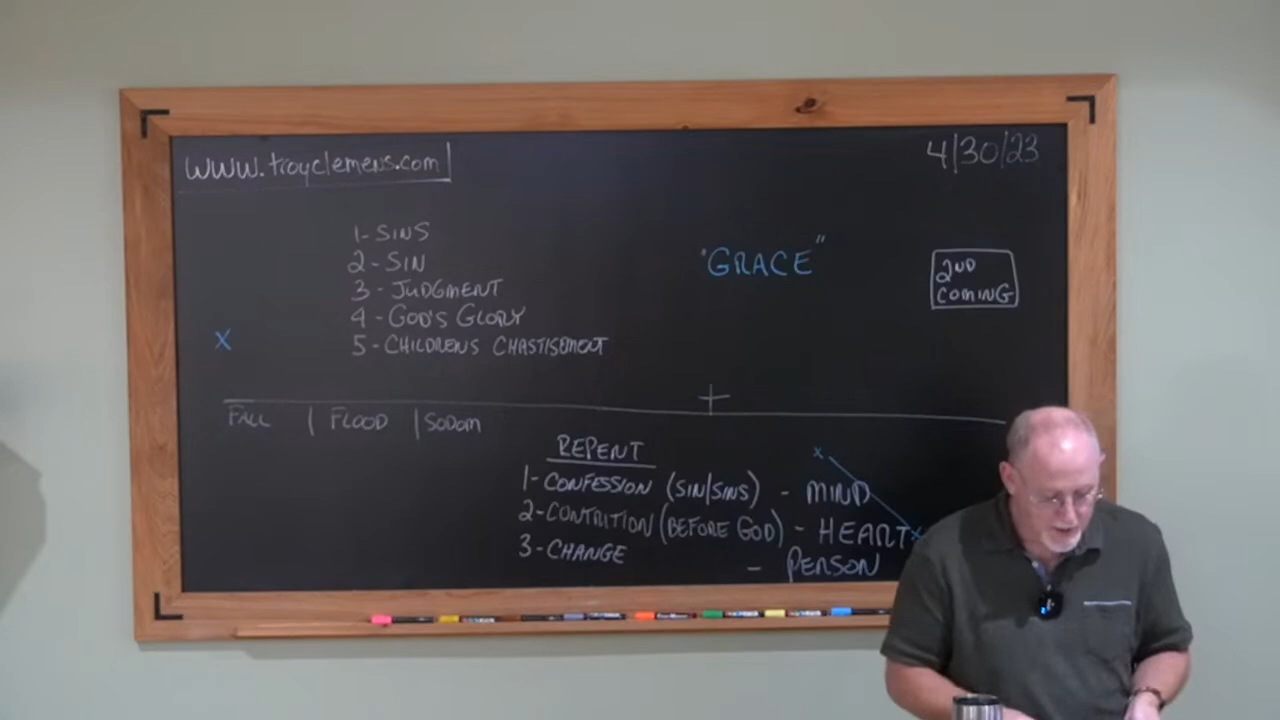 www.troyclemens.com
4/30/23
1- SINS
2 - SIN
3 - JUDGMENT
4 - GOD'S GLORY
5 - CHILDREN'S CHASTISEMENT
"GRACE"
2ND
COMING
X
FALL | FLOOD | SODOM
REPENT
1- CONFESSION (SIN/SINS) - MIND
2- CONTRITION (BEFORE GOD) - HEART
3- CHANGE - PERSON